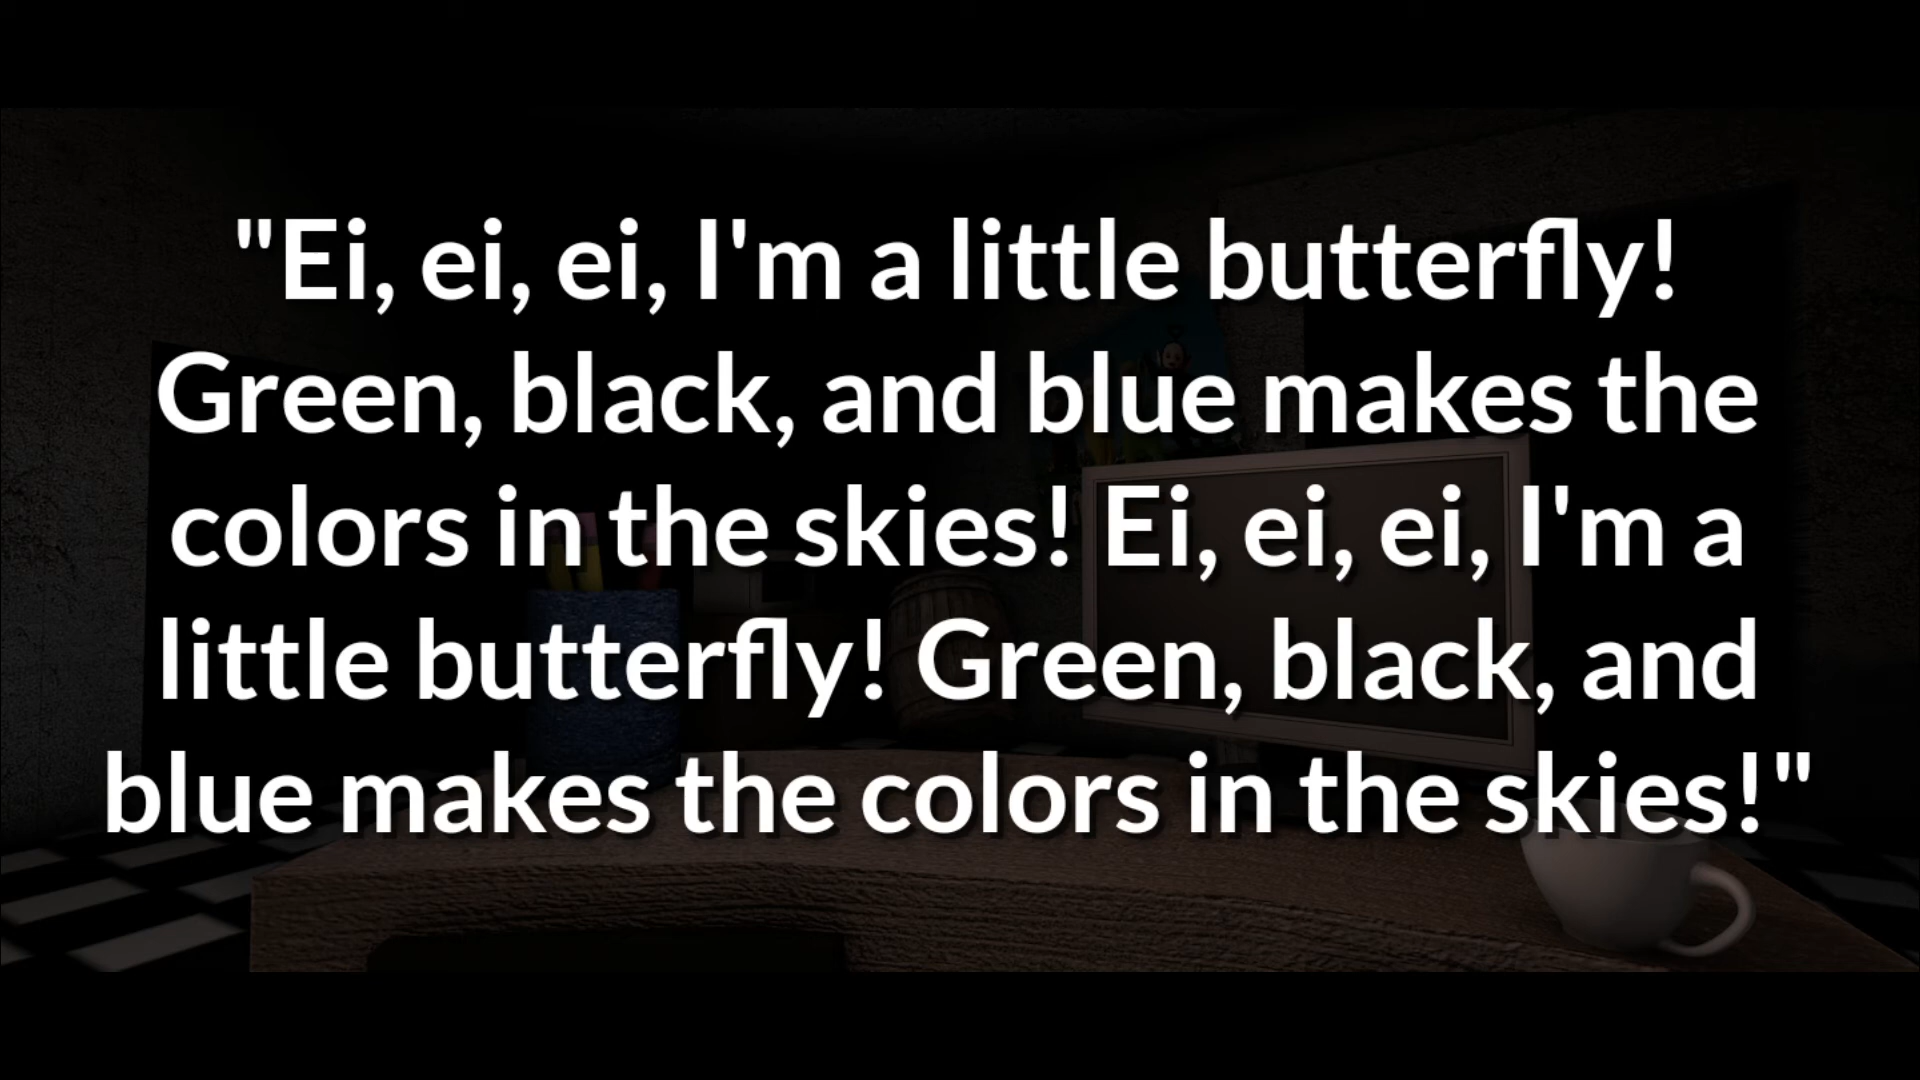 "Ei, ei, ei, I'm a little butterfly!
Green, black, and blue makes the
colors in the skies! Ei, ei, ei, I'm a
little butterfly! Green, black, and
blue makes the colors in the skies!"